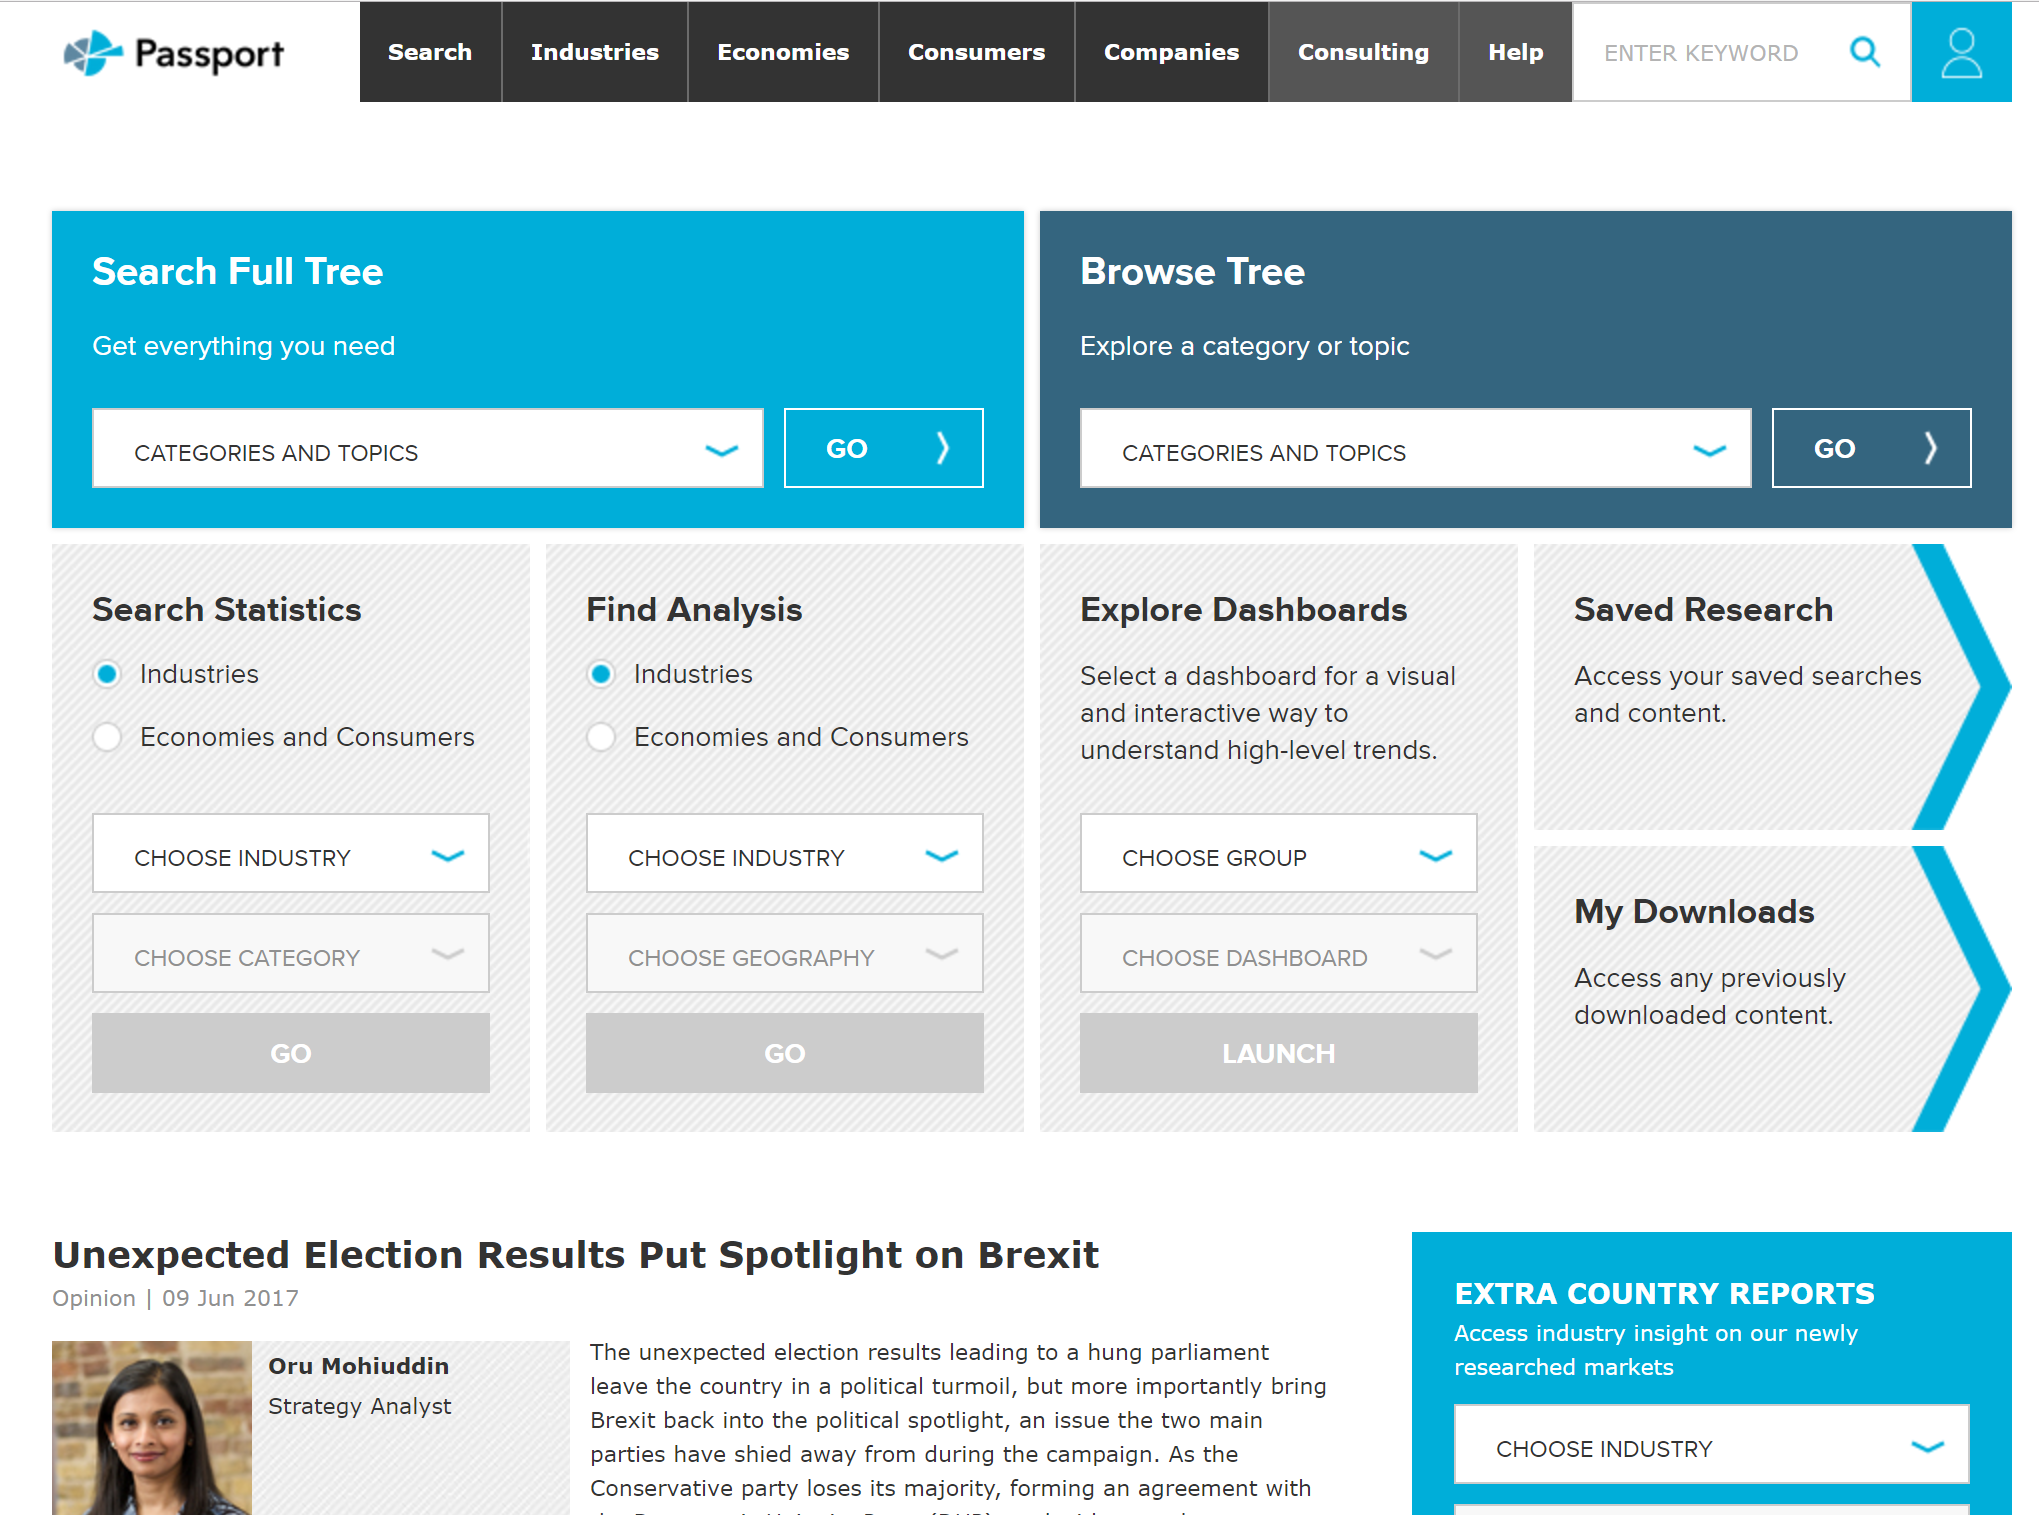 Passport
Search
Industries
Economies
Consumers
Companies
Consulting
Help
ENTER KEYWORD
Search Full Tree
Get everything you need
CATEGORIES AND TOPICS
GO
Browse Tree
Explore a category or topic
CATEGORIES AND TOPICS
GO
Search Statistics
Industries
Economies and Consumers
CHOOSE INDUSTRY
CHOOSE CATEGORY
GO
Find Analysis
Industries
Economies and Consumers
CHOOSE INDUSTRY
CHOOSE GEOGRAPHY
GO
Explore Dashboards
Select a dashboard for a visual
and interactive way to
understand high-level trends.
CHOOSE GROUP
CHOOSE DASHBOARD
LAUNCH
Saved Research
Access your saved searches
and content.
My Downloads
Access any previously
downloaded content.
Unexpected Election Results Put Spotlight on Brexit
Opinion | 09 Jun 2017
Oru Mohiuddin
Strategy Analyst
The unexpected election results leading to a hung parliament
leave the country in a political turmoil, but more importantly bring
Brexit back into the political spotlight, an issue the two main
parties have shied away from during the campaign. As the
Conservative party loses its majority, forming an agreement with
EXTRA COUNTRY REPORTS
Access industry insight on our newly
researched markets
CHOOSE INDUSTRY